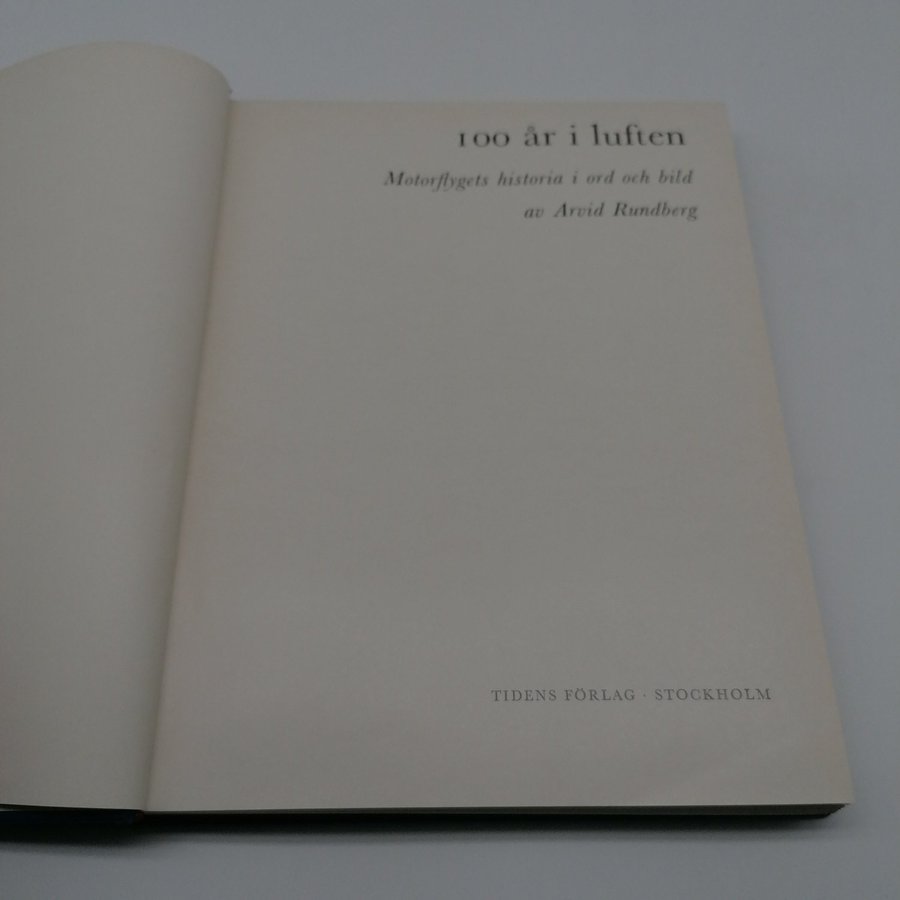 100 år i luften
Motorflygets historia i ord och bild
av Arvid Rundberg
TIDENS FÖRLAG · STOCKHOLM